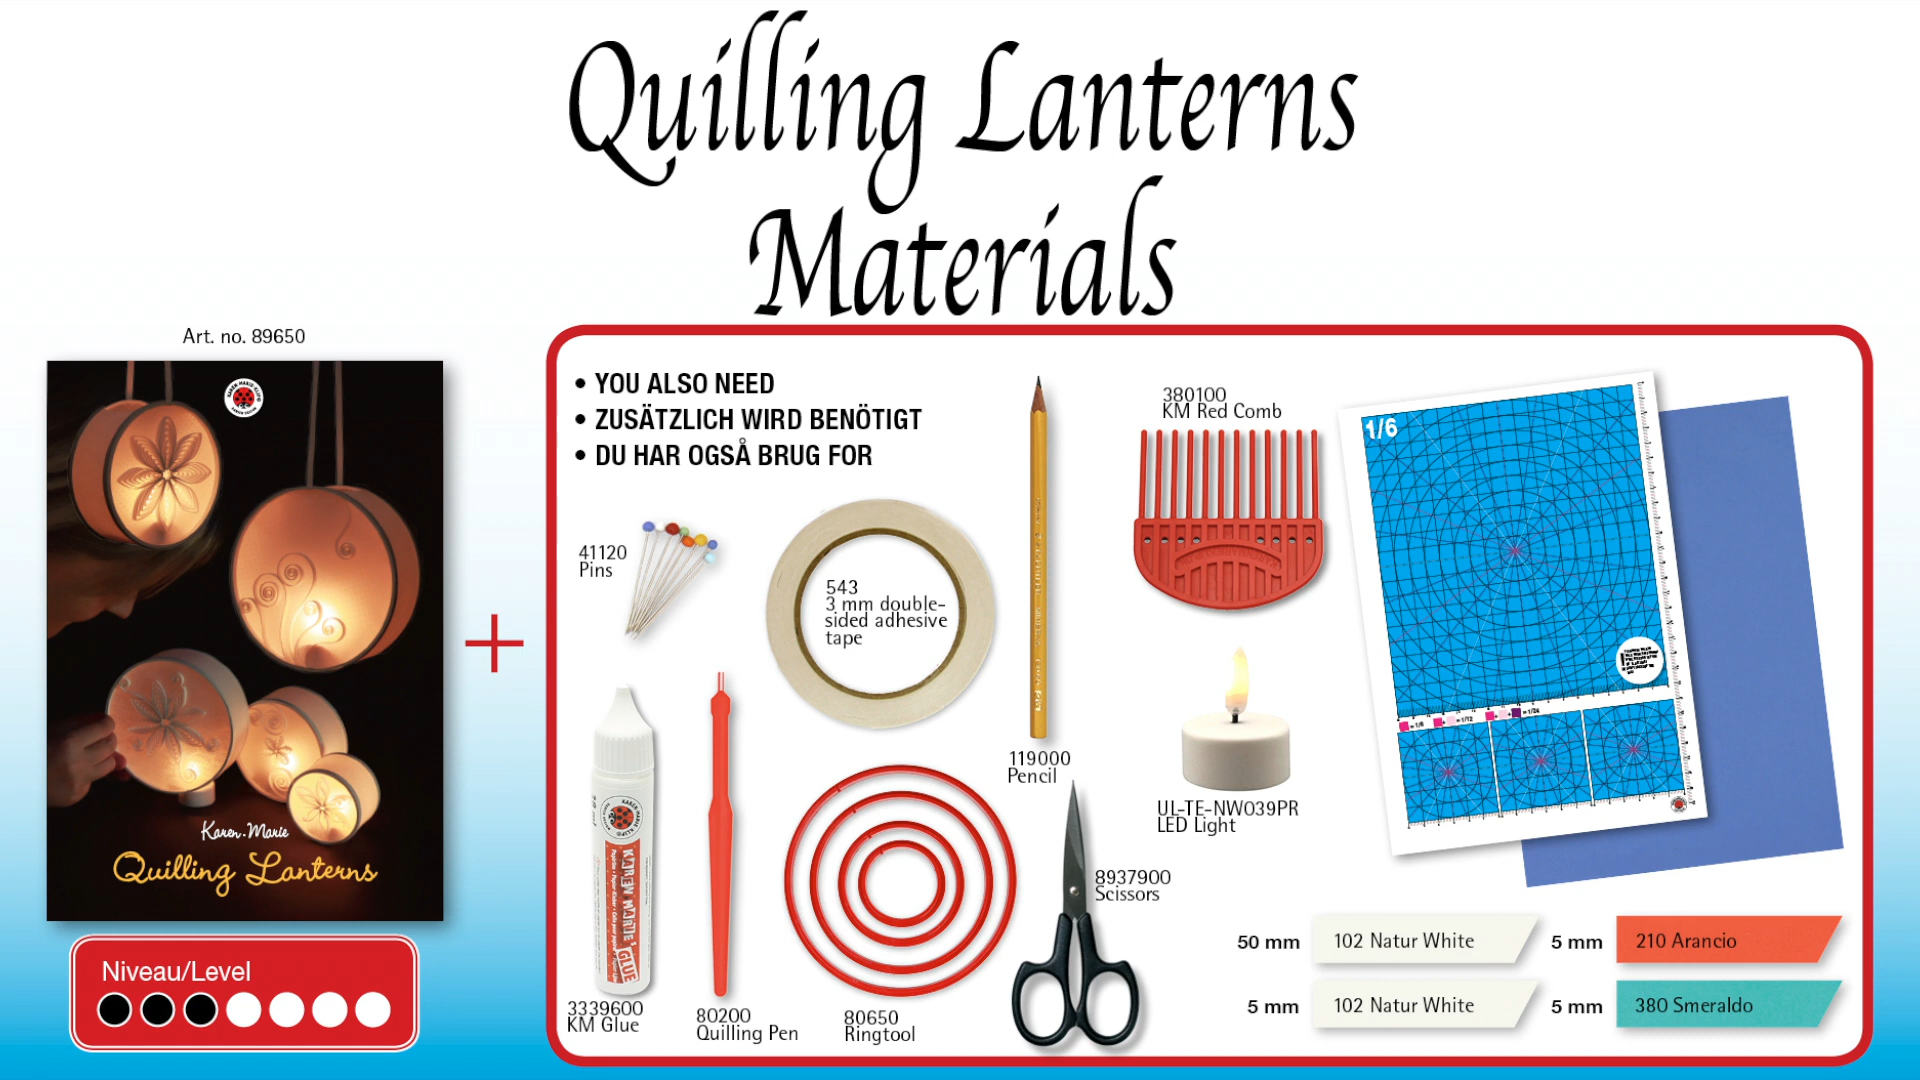 Quilling Lanterns
Materials
Art. no. 89650
Karen-Marie
Quilling Lanterns
Niveau/Level
• YOU ALSO NEED
• ZUSÄTZLICH WIRD BENÖTIGT
• DU HAR OGSÅ BRUG FOR
41120
Pins
543
3 mm double-
sided adhesive
tape
119000
Pencil
380100
KM Red Comb
1/6
UL-TE-NW039PR
LED Light
KAREN MARIE'S GLUE
3339600
KM Glue
80200
Quilling Pen
80650
Ringtool
8937900
Scissors
50 mm 102 Natur White
5 mm 210 Arancio
5 mm 102 Natur White
5 mm 380 Smeraldo